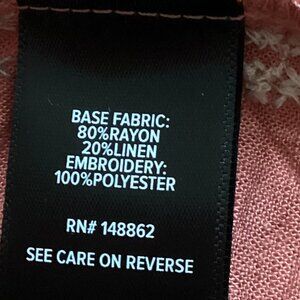 BASE FABRIC:
80%RAYON
20%LINEN
EMBROIDERY:
100%POLYESTER
RN# 148862
SEE CARE ON REVERSE